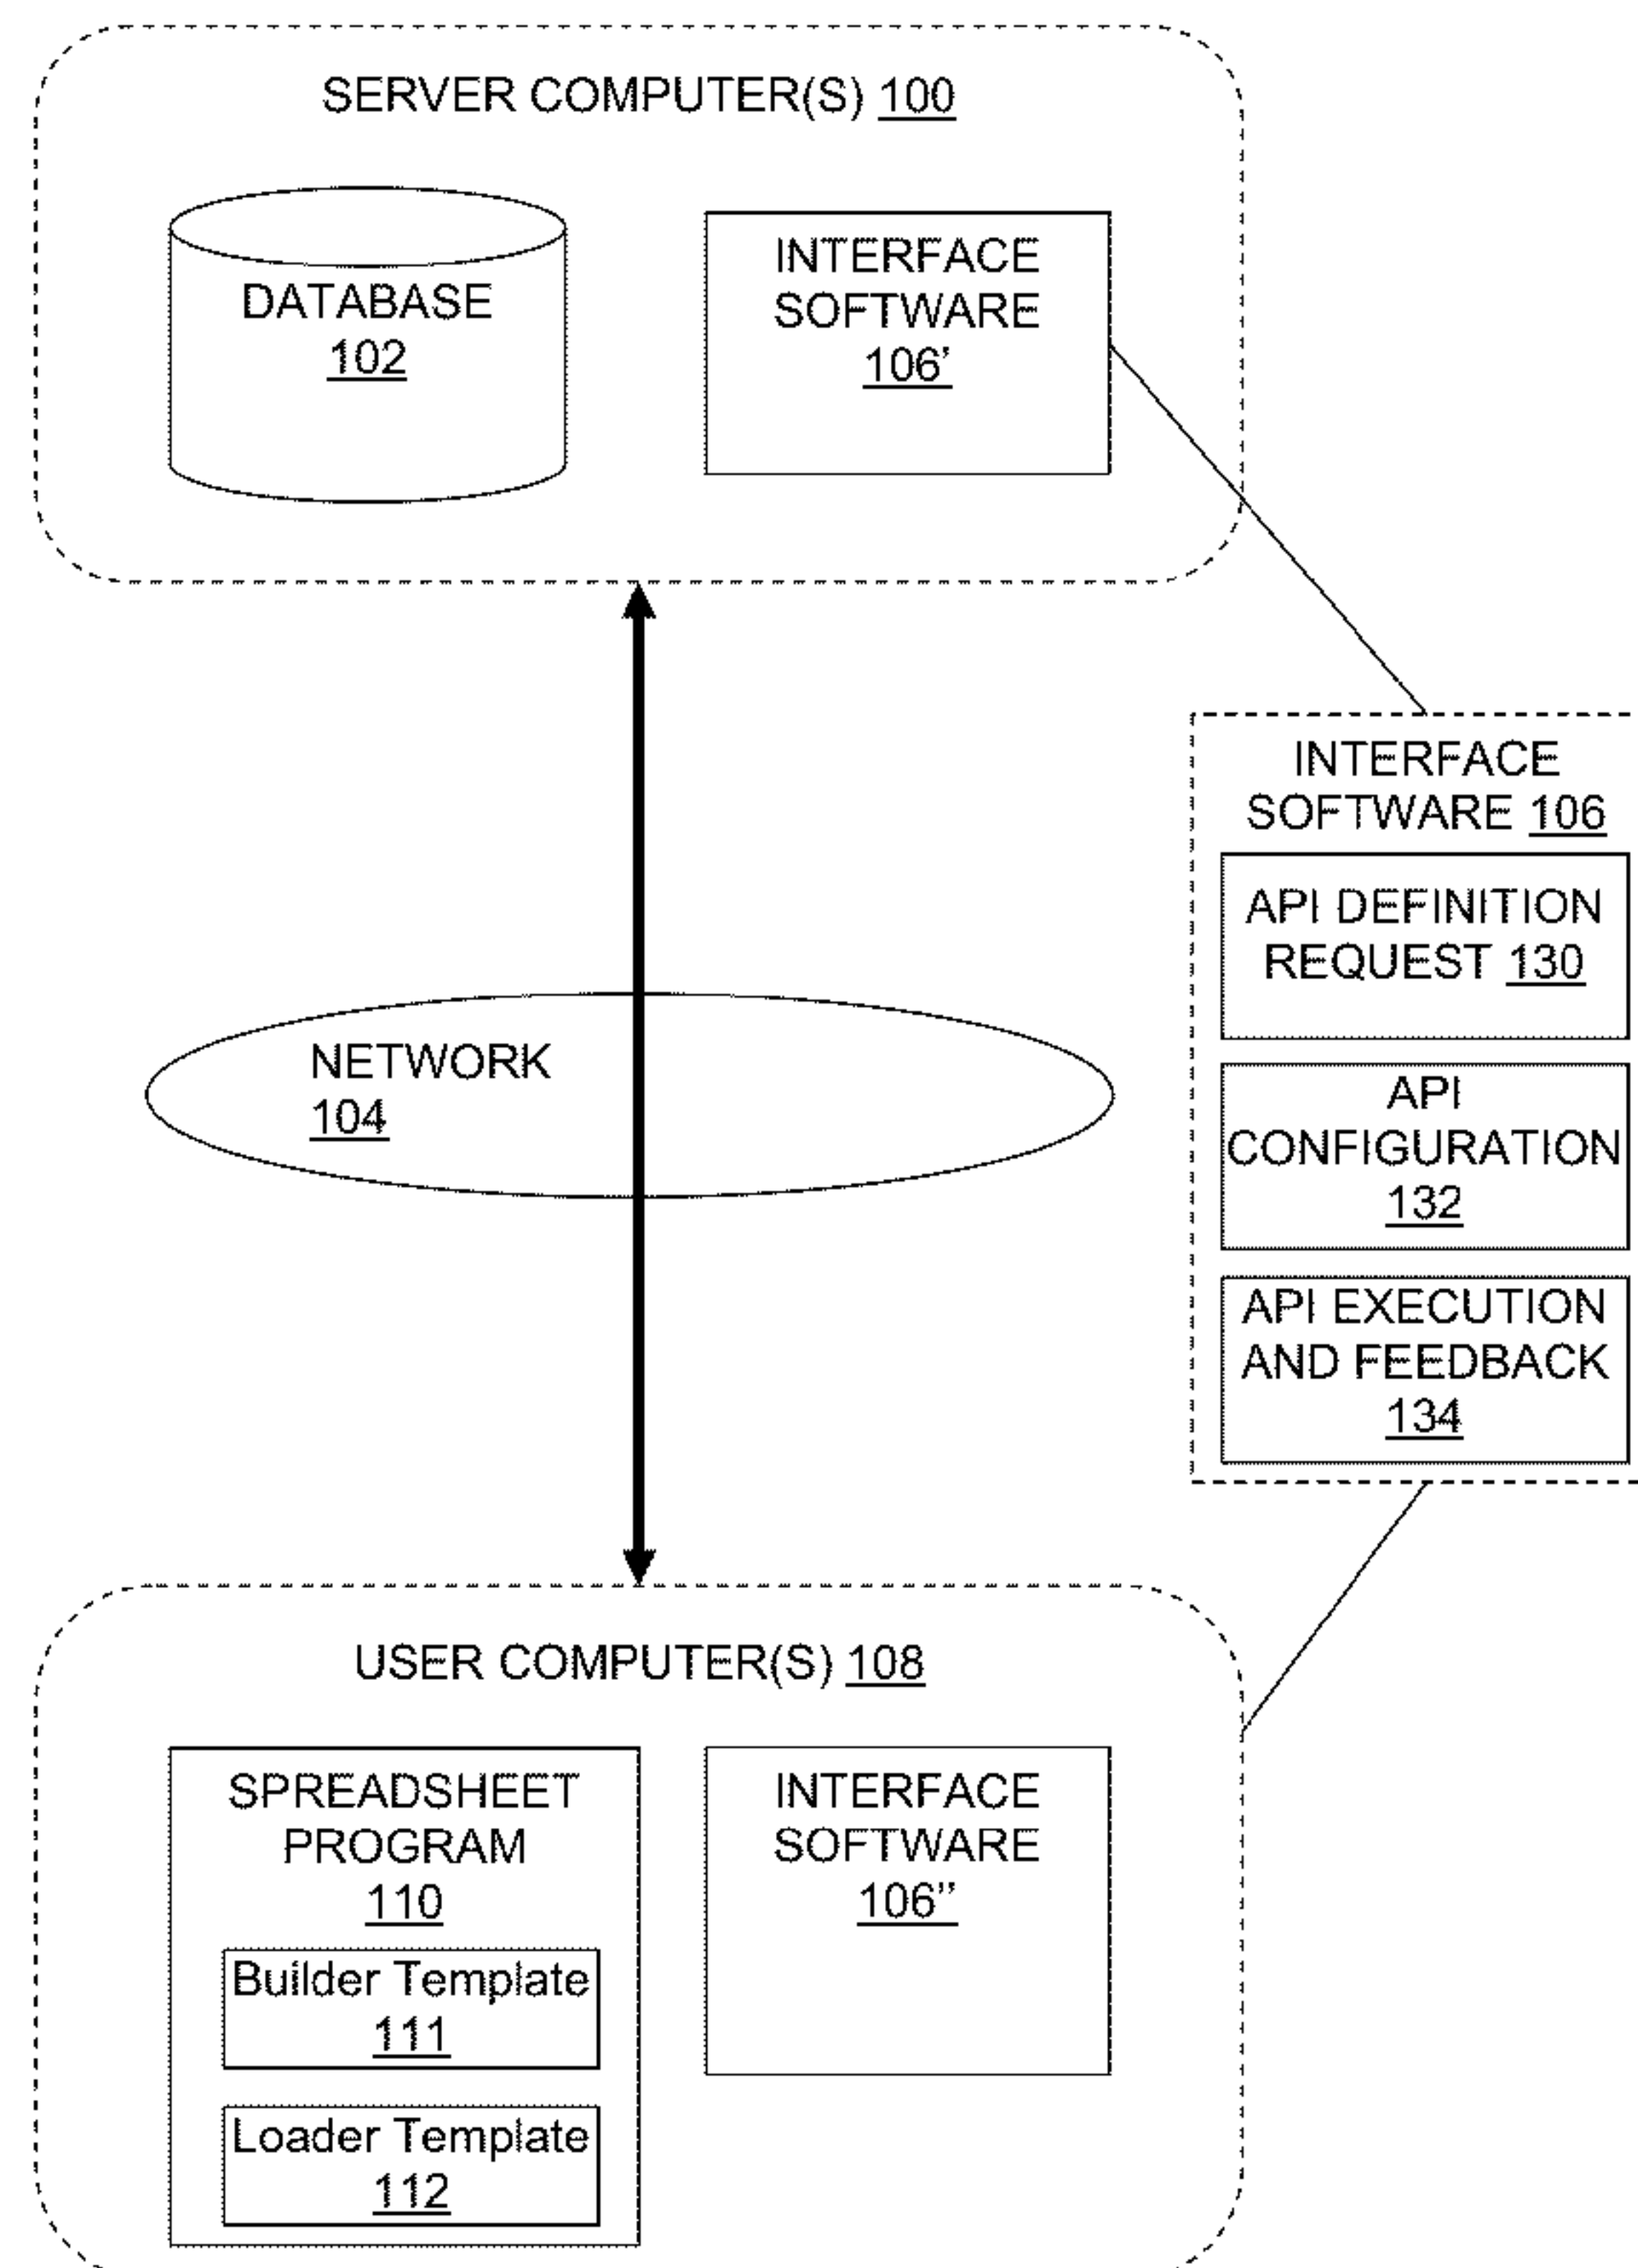 SERVER COMPUTER(S) 100
DATABASE
102
INTERFACE
SOFTWARE
106’
INTERFACE
SOFTWARE 106
API DEFINITION
REQUEST 130
API
CONFIGURATION
132
API EXECUTION
AND FEEDBACK
134
NETWORK
104
USER COMPUTER(S) 108
SPREADSHEET
PROGRAM
110
Builder Template
111
Loader Template
112
INTERFACE
SOFTWARE
106”